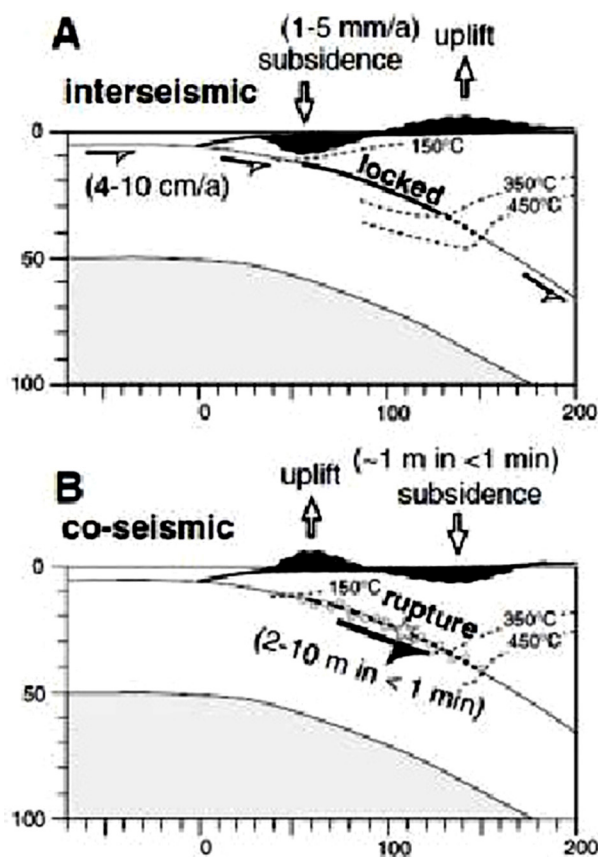 A
(1-5 mm/a)
subsidence
uplift
interseismic
0
150°C
locked
350°C
450°C
(4-10 cm/a)
50
100
0
100
200
B
(~1 m in <1 min)
uplift
subsidence
co-seismic
0
150°C
rupture
350°C
450°C
(2-10 m in < 1 min)
50
100
0
100
200